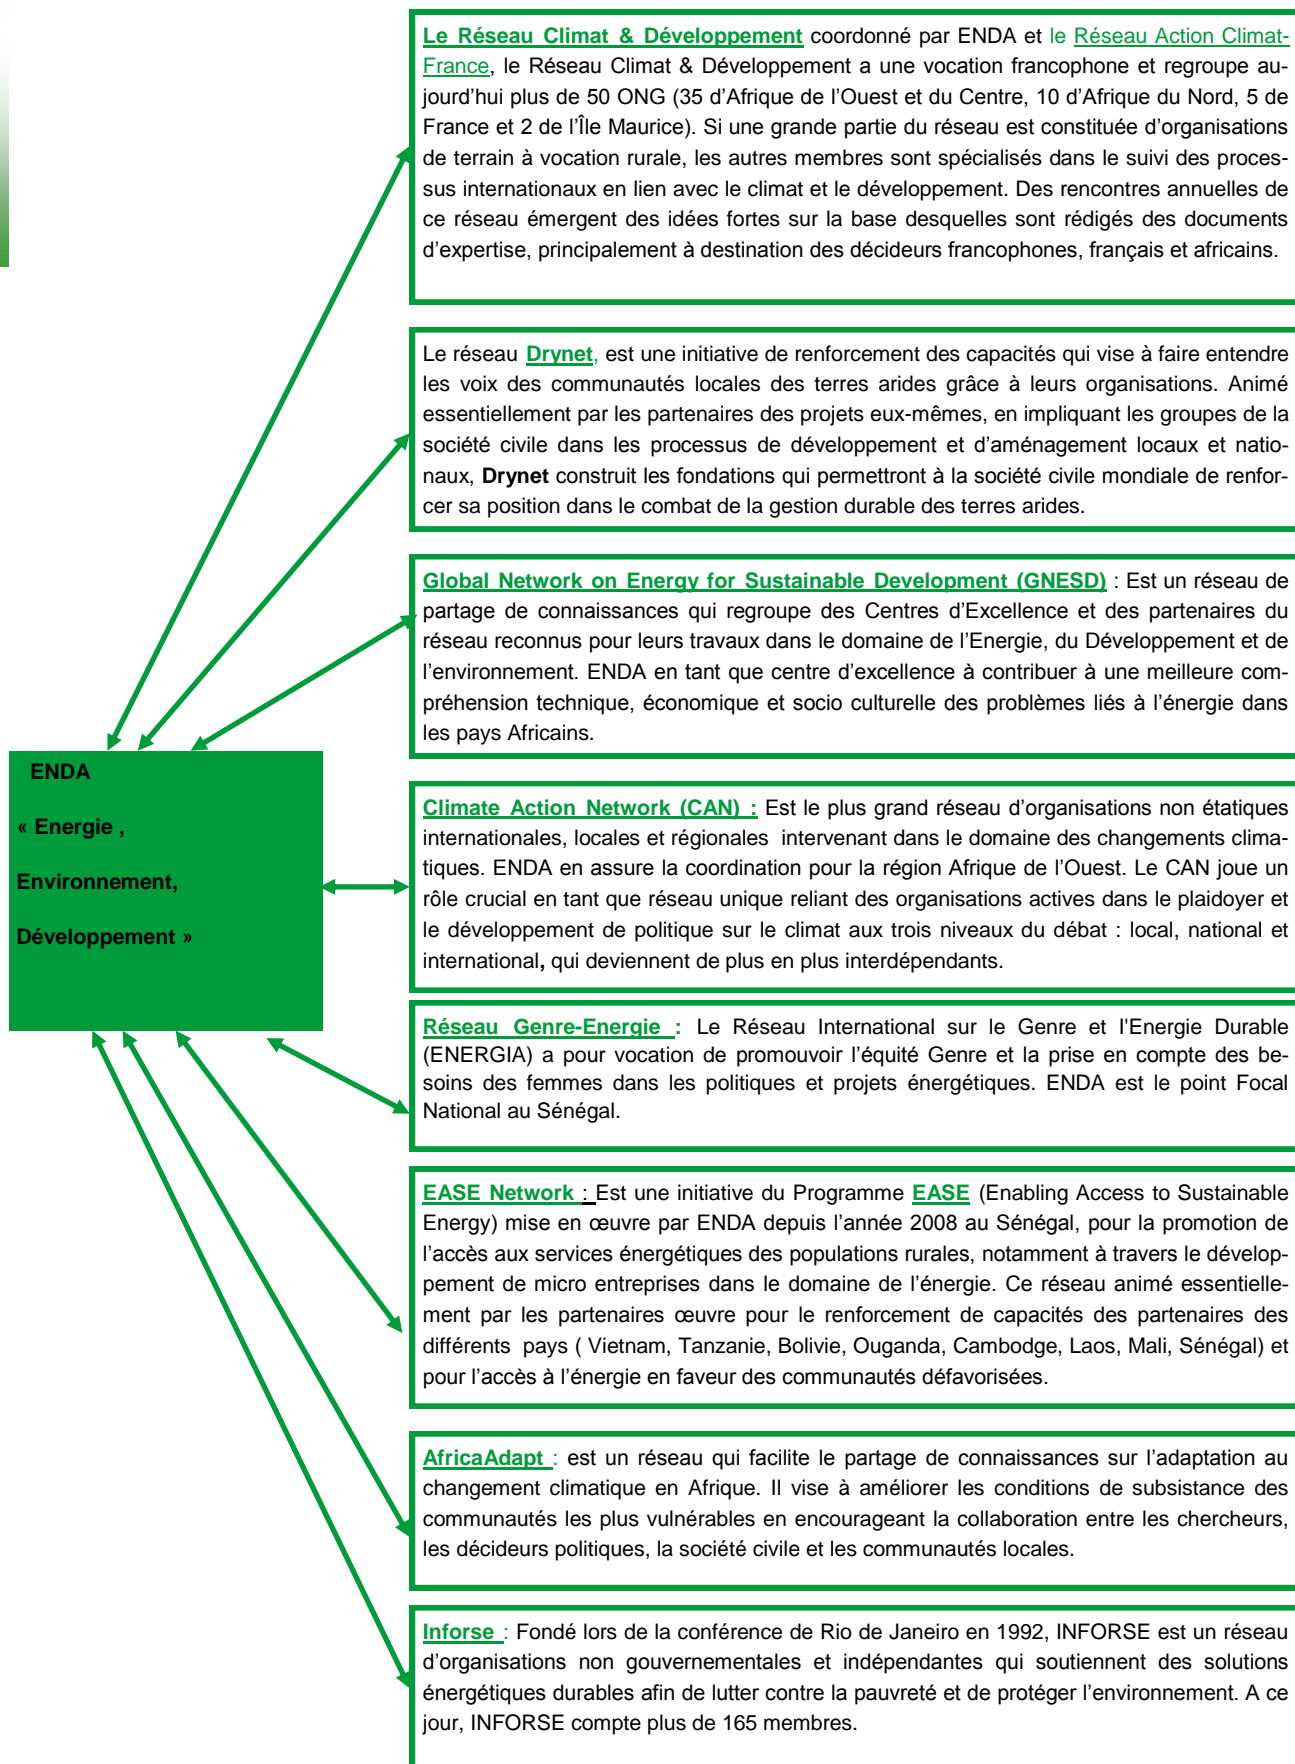 Le Réseau Climat & Développement coordonné par ENDA et le Réseau Action Climat-
France, le Réseau Climat & Développement a une vocation francophone et regroupe au-
jourd'hui plus de 50 ONG (35 d'Afrique de l'Ouest et du Centre, 10 d'Afrique du Nord, 5 de
France et 2 de l'Île Maurice). Si une grande partie du réseau est constituée d'organisations
de terrain à vocation rurale, les autres membres sont spécialisés dans le suivi des proces-
sus internationaux en lien avec le climat et le développement. Des rencontres annuelles de
ce réseau émergent des idées fortes sur la base desquelles sont rédigés des documents
d'expertise, principalement à destination des décideurs francophones, français et africains.
Le réseau Drynet, est une initiative de renforcement des capacités qui vise à faire entendre
les voix des communautés locales des terres arides grâce à leurs organisations. Animé
essentiellement par les partenaires des projets eux-mêmes, en impliquant les groupes de la
société civile dans les processus de développement et d'aménagement locaux et natio-
naux, Drynet construit les fondations qui permettront à la société civile mondiale de renfor-
cer sa position dans le combat de la gestion durable des terres arides.
Global Network on Energy for Sustainable Development (GNESD) : Est un réseau de
partage de connaissances qui regroupe des Centres d'Excellence et des partenaires du
réseau reconnus pour leurs travaux dans le domaine de l'Energie, du Développement et de
l'environnement. ENDA en tant que centre d'excellence à contribuer à une meilleure com-
préhension technique, économique et socio culturelle des problèmes liés à l'énergie dans
les pays Africains.
ENDA
« Energie ,
Environnement,
Développement »
Climate Action Network (CAN) : Est le plus grand réseau d'organisations non étatiques
internationales, locales et régionales intervenant dans le domaine des changements clima-
tiques. ENDA en assure la coordination pour la région Afrique de l'Ouest. Le CAN joue un
rôle crucial en tant que réseau unique reliant des organisations actives dans le plaidoyer et
le développement de politique sur le climat aux trois niveaux du débat : local, national et
international, qui deviennent de plus en plus interdépendants.
Réseau Genre-Energie : Le Réseau International sur le Genre et l'Energie Durable
(ENERGIA) a pour vocation de promouvoir l'équité Genre et la prise en compte des be-
soins des femmes dans les politiques et projets énergétiques. ENDA est le point Focal
National au Sénégal.
EASE Network : Est une initiative du Programme EASE (Enabling Access to Sustainable
Energy) mise en œuvre par ENDA depuis l'année 2008 au Sénégal, pour la promotion de
l'accès aux services énergétiques des populations rurales, notamment à travers le dévelop-
pement de micro entreprises dans le domaine de l'énergie. Ce réseau animé essentielle-
ment par les partenaires œuvre pour le renforcement de capacités des partenaires des
différents pays ( Vietnam, Tanzanie, Bolivie, Ouganda, Cambodge, Laos, Mali, Sénégal) et
pour l'accès à l'énergie en faveur des communautés défavorisées.
AfricaAdapt : est un réseau qui facilite le partage de connaissances sur l'adaptation au
changement climatique en Afrique. Il vise à améliorer les conditions de subsistance des
communautés les plus vulnérables en encourageant la collaboration entre les chercheurs,
les décideurs politiques, la société civile et les communautés locales.
Inforse : Fondé lors de la conférence de Rio de Janeiro en 1992, INFORSE est un réseau
d'organisations non gouvernementales et indépendantes qui soutiennent des solutions
énergétiques durables afin de lutter contre la pauvreté et de protéger l'environnement. A ce
jour, INFORSE compte plus de 165 membres.